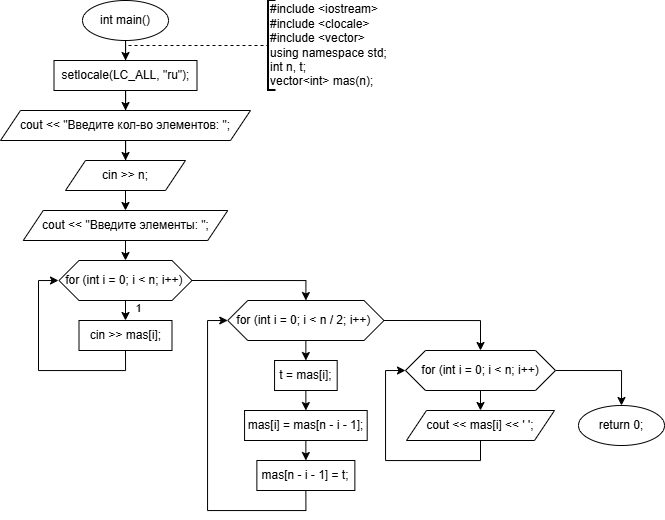 int main()
#include <iostream>
#include <clocale>
#include <vector>
using namespace std;
int n, t;
vector<int> mas(n);
setlocale(LC_ALL, "ru");
cout << "Введите кол-во элементов: ";
cin >> n;
cout << "Введите элементы: ";
for (int i = 0; i < n; i++)
1
cin >> mas[i];
for (int i = 0; i < n / 2; i++)
t = mas[i];
mas[i] = mas[n - i - 1];
mas[n - i - 1] = t;
for (int i = 0; i < n; i++)
cout << mas[i] << ' ';
return 0;